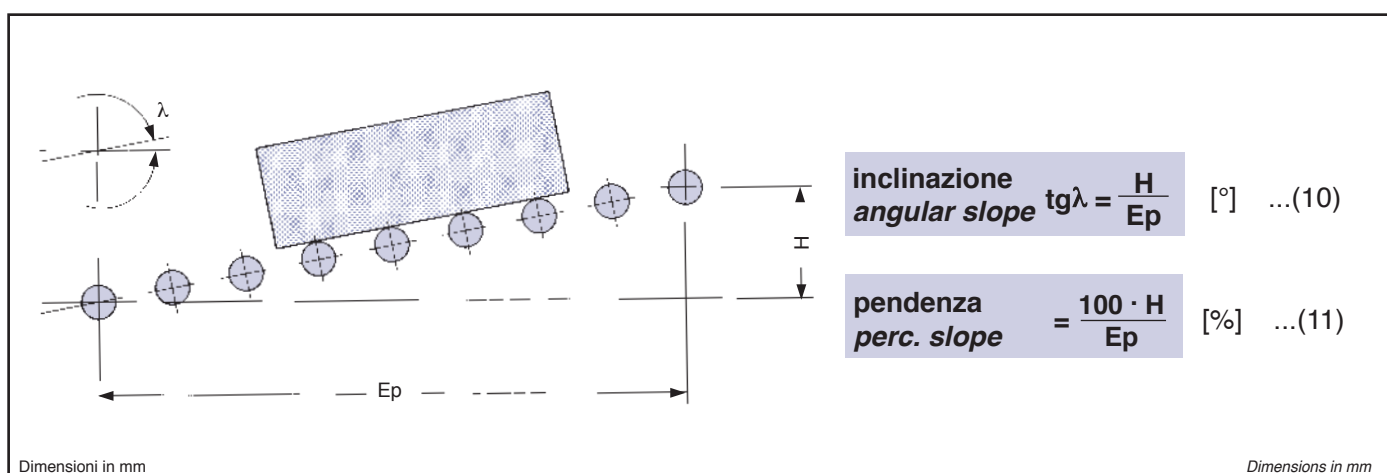 λ
H
Ep
inclinazione
angular slope tgλ = H / Ep [°] ...(10)
pendenza
perc. slope = 100 · H / Ep [%] ...(11)
Dimensioni in mm
Dimensions in mm